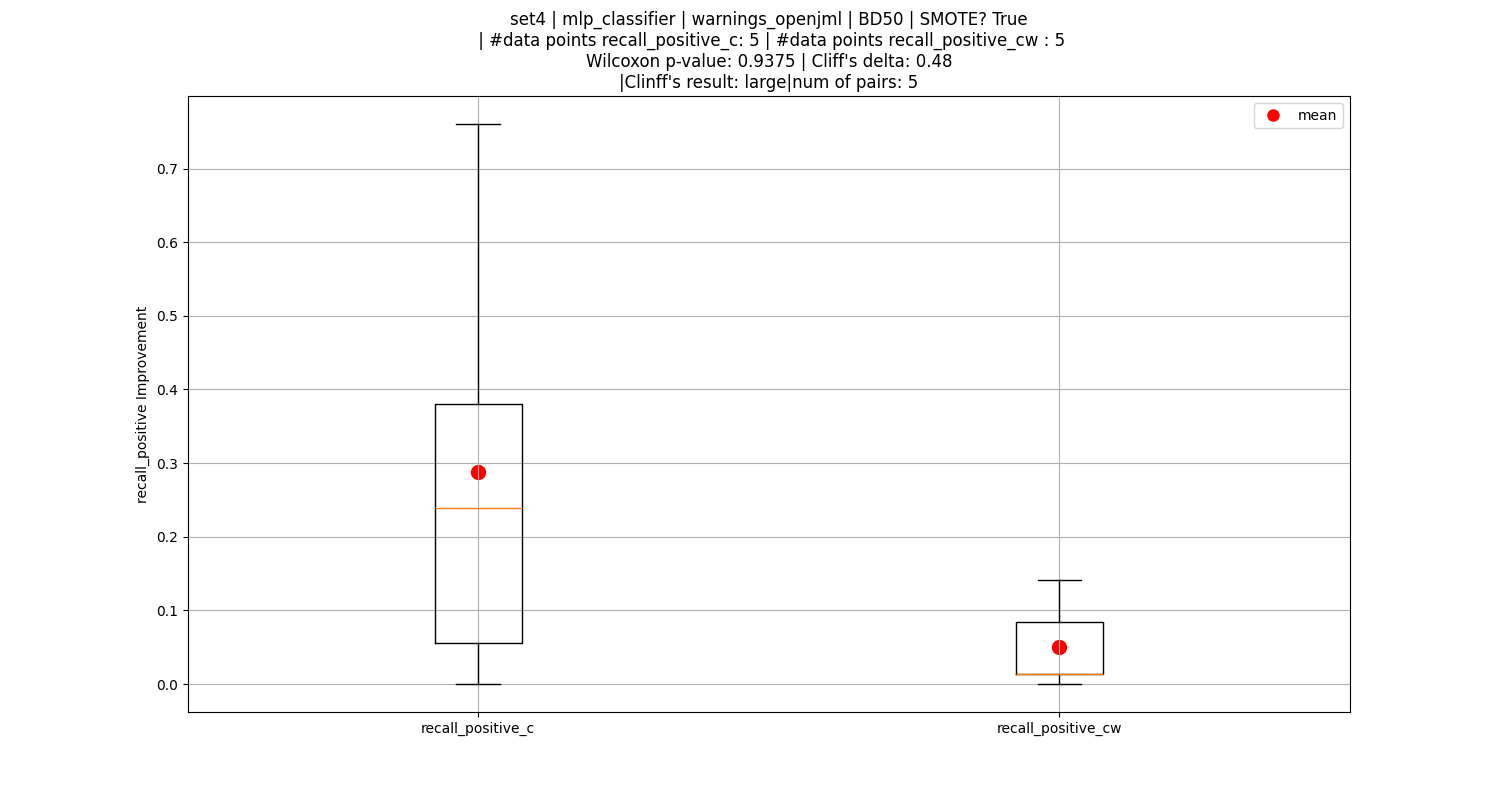 set4 | mlp_classifier | warnings_openjml | BD50 | SMOTE? True
| #data points recall_positive_c: 5 | #data points recall_positive_cw : 5
Wilcoxon p-value: 0.9375 | Cliff's delta: 0.48
|Clinff's result: large|num of pairs: 5
mean
recall_positive Improvement
0.7
0.6
0.5
0.4
0.3
0.2
0.1
0.0
recall_positive_c
recall_positive_cw